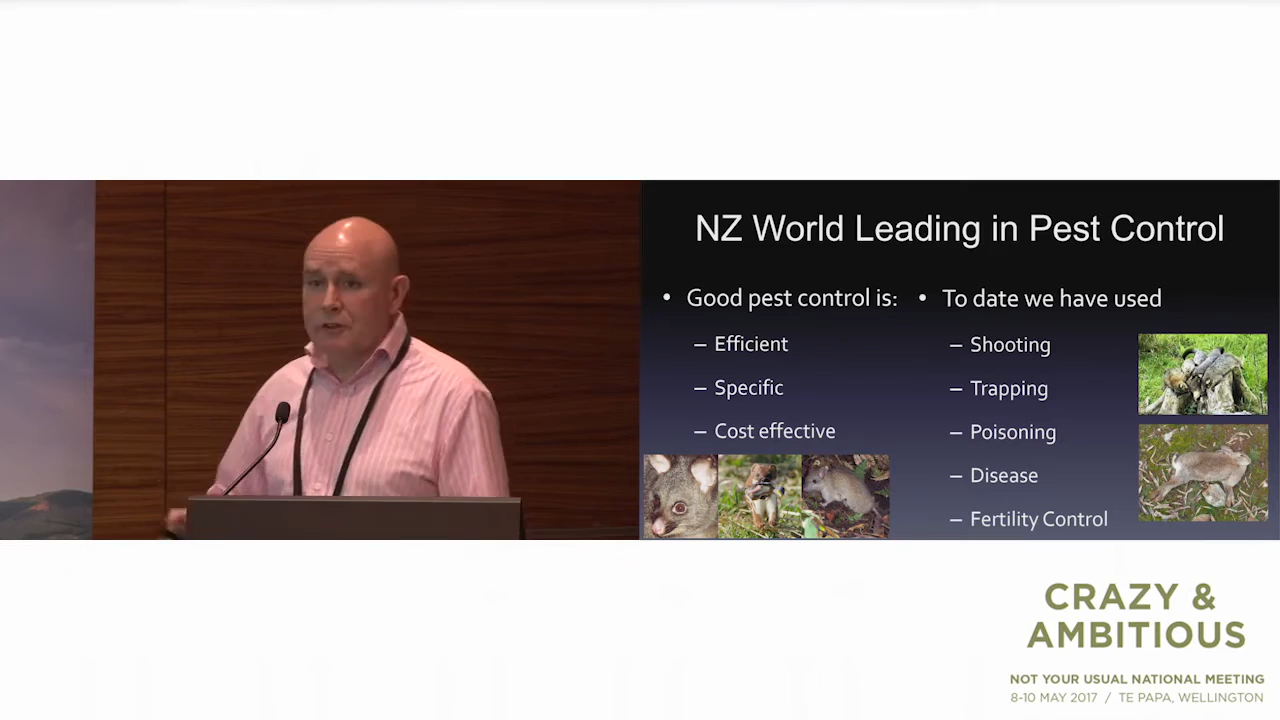 NZ World Leading in Pest Control
• Good pest control is:
– Efficient
– Specific
– Cost effective
• To date we have used
– Shooting
– Trapping
– Poisoning
– Disease
– Fertility Control
CRAZY &
AMBITIOUS
NOT YOUR USUAL NATIONAL MEETING
8-10 MAY 2017 / TE PAPA, WELLINGTON